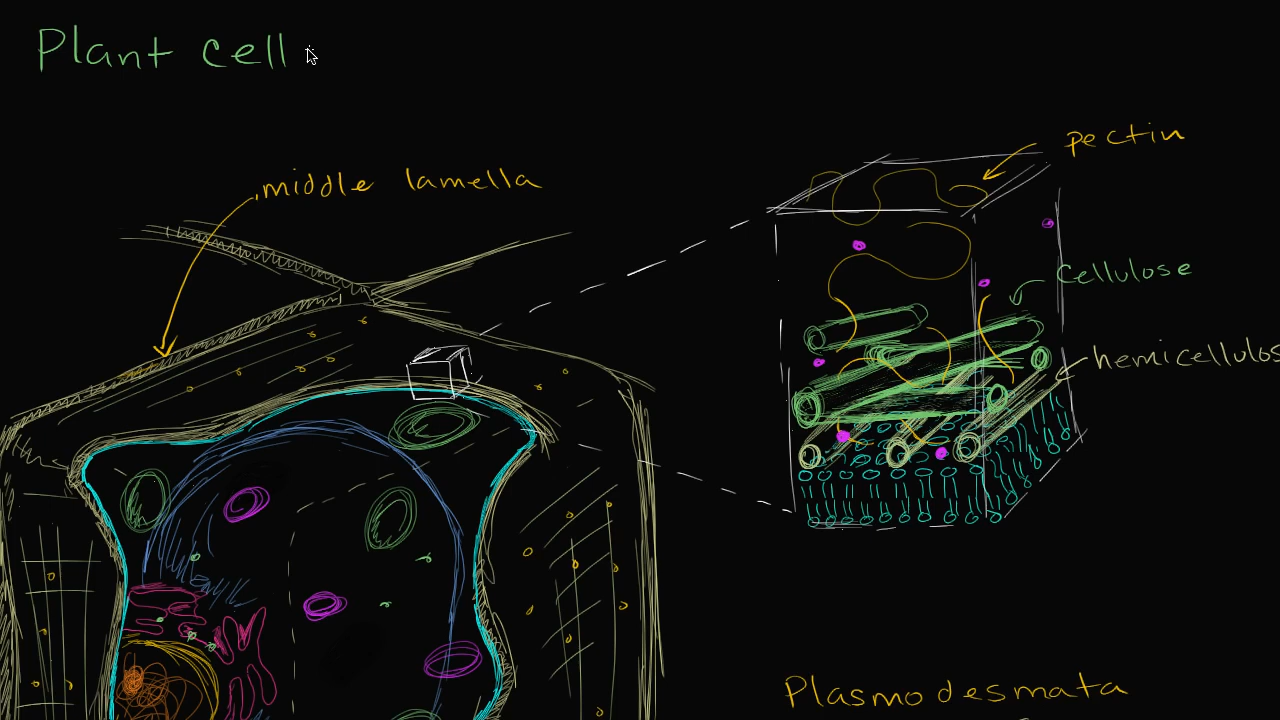 Plant cell
pectin
middle lamella
cellulose
hemicellulos
Plasmodesmata